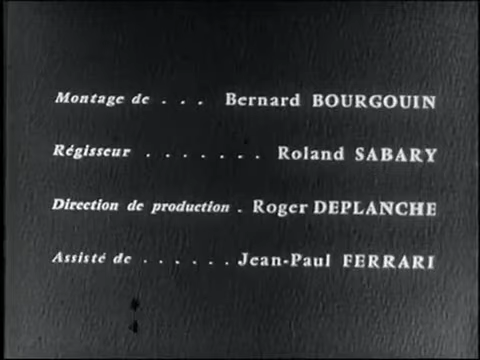 Montage de . . . Bernard BOURGOUIN
Régisseur . . . . . . . Roland SABARY
Direction de production . Roger DEPLANCHE
Assisté de . . . . . . Jean-Paul FERRARI